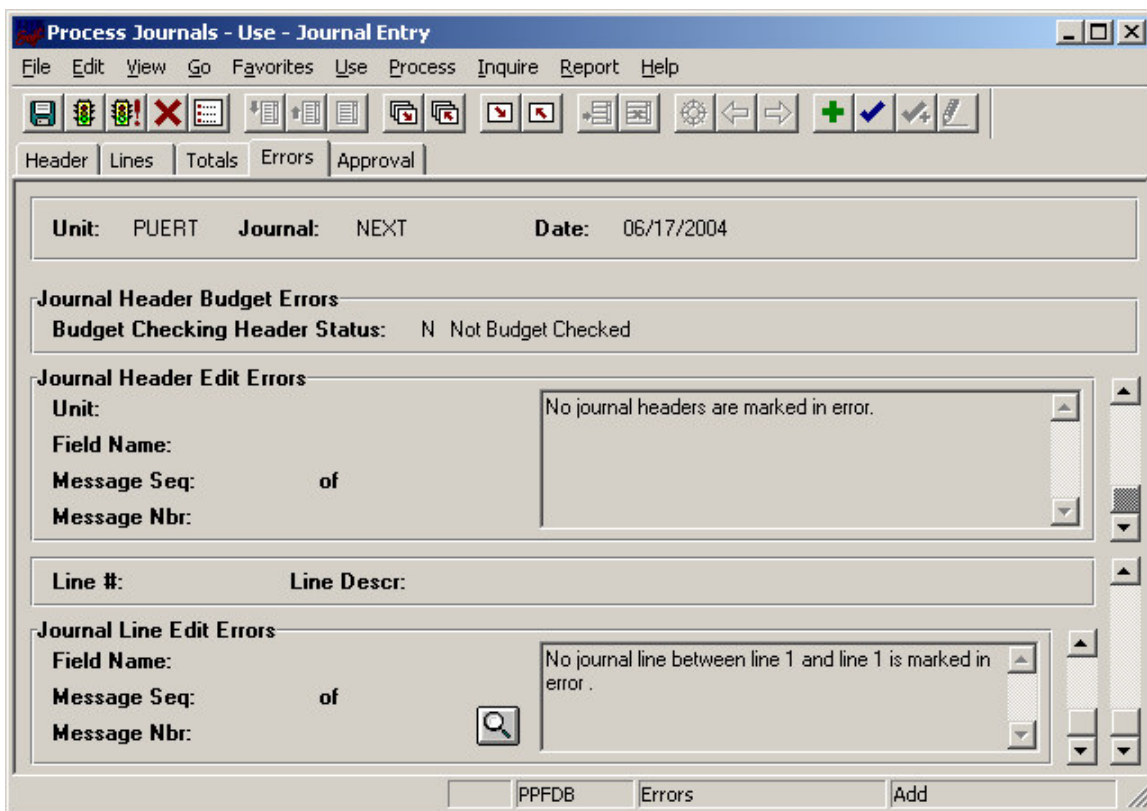 Process Journals - Use - Journal Entry
File Edit View Go Favorites Use Process Inquire Report Help
Header Lines Totals Errors Approval
Unit: PUERT Journal: NEXT Date: 06/17/2004
Journal Header Budget Errors
Budget Checking Header Status: N Not Budget Checked
Journal Header Edit Errors
Unit:
No journal headers are marked in error.
Field Name:
Message Seq: of
Message Nbr:
Line #: Line Descr:
Journal Line Edit Errors
Field Name:
No journal line between line 1 and line 1 is marked in
error .
Message Seq: of
Message Nbr:
PPFDB Errors Add